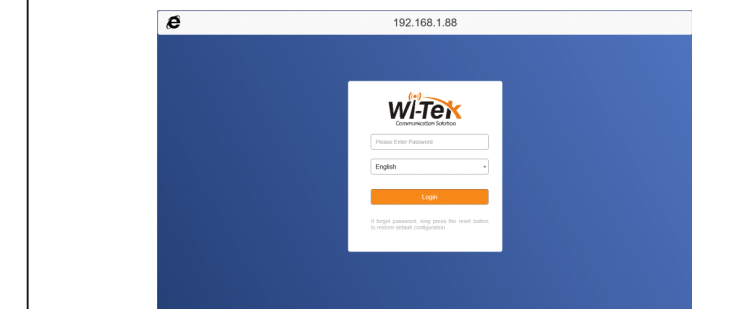 192.168.1.88
Wi-Tek
Communication Solution
Please Enter Password
English
Login
If forget password, long press the reset button
to restore default configuration